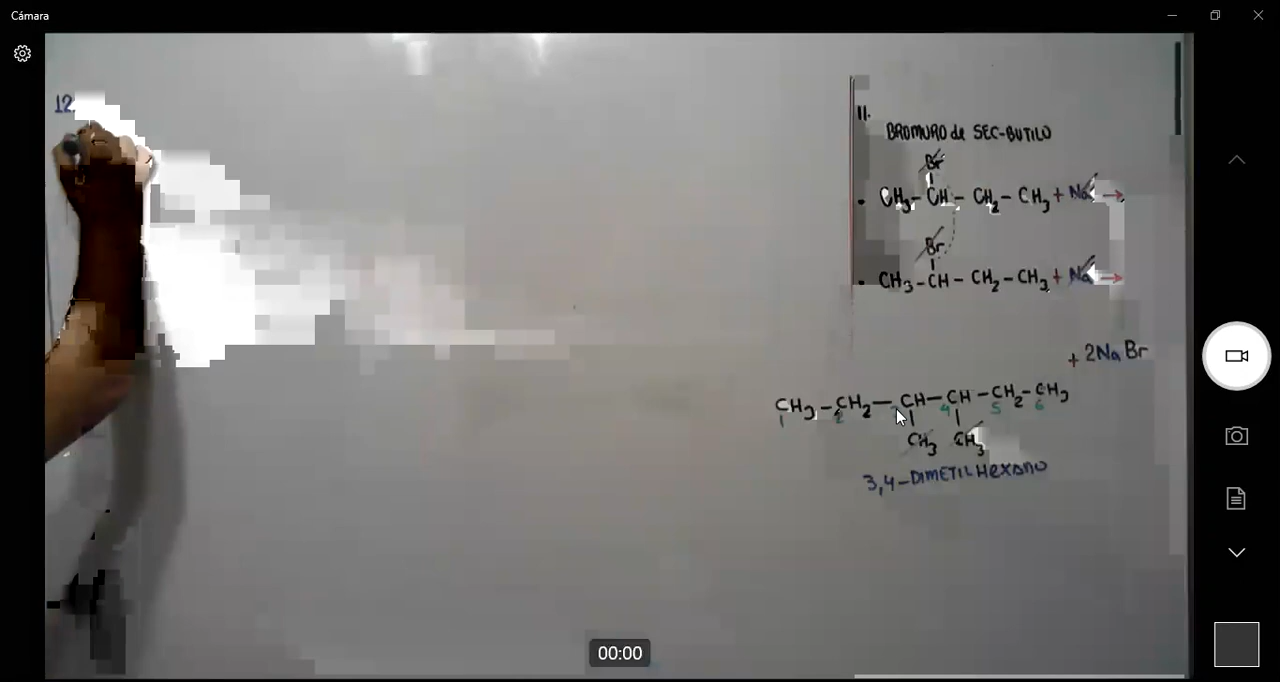 Cámara
12.
11.
BROMURO de SEC-BUTILO
Br
CH3-CH-CH2-CH3 + Na →
Br
CH3-CH-CH2-CH3 + Na →
+ 2NaBr
CH3-CH2-CH-CH-CH2-CH3
1 2 3 4 5 6
CH3 CH3
3,4-DIMETILHEXANO
00:00